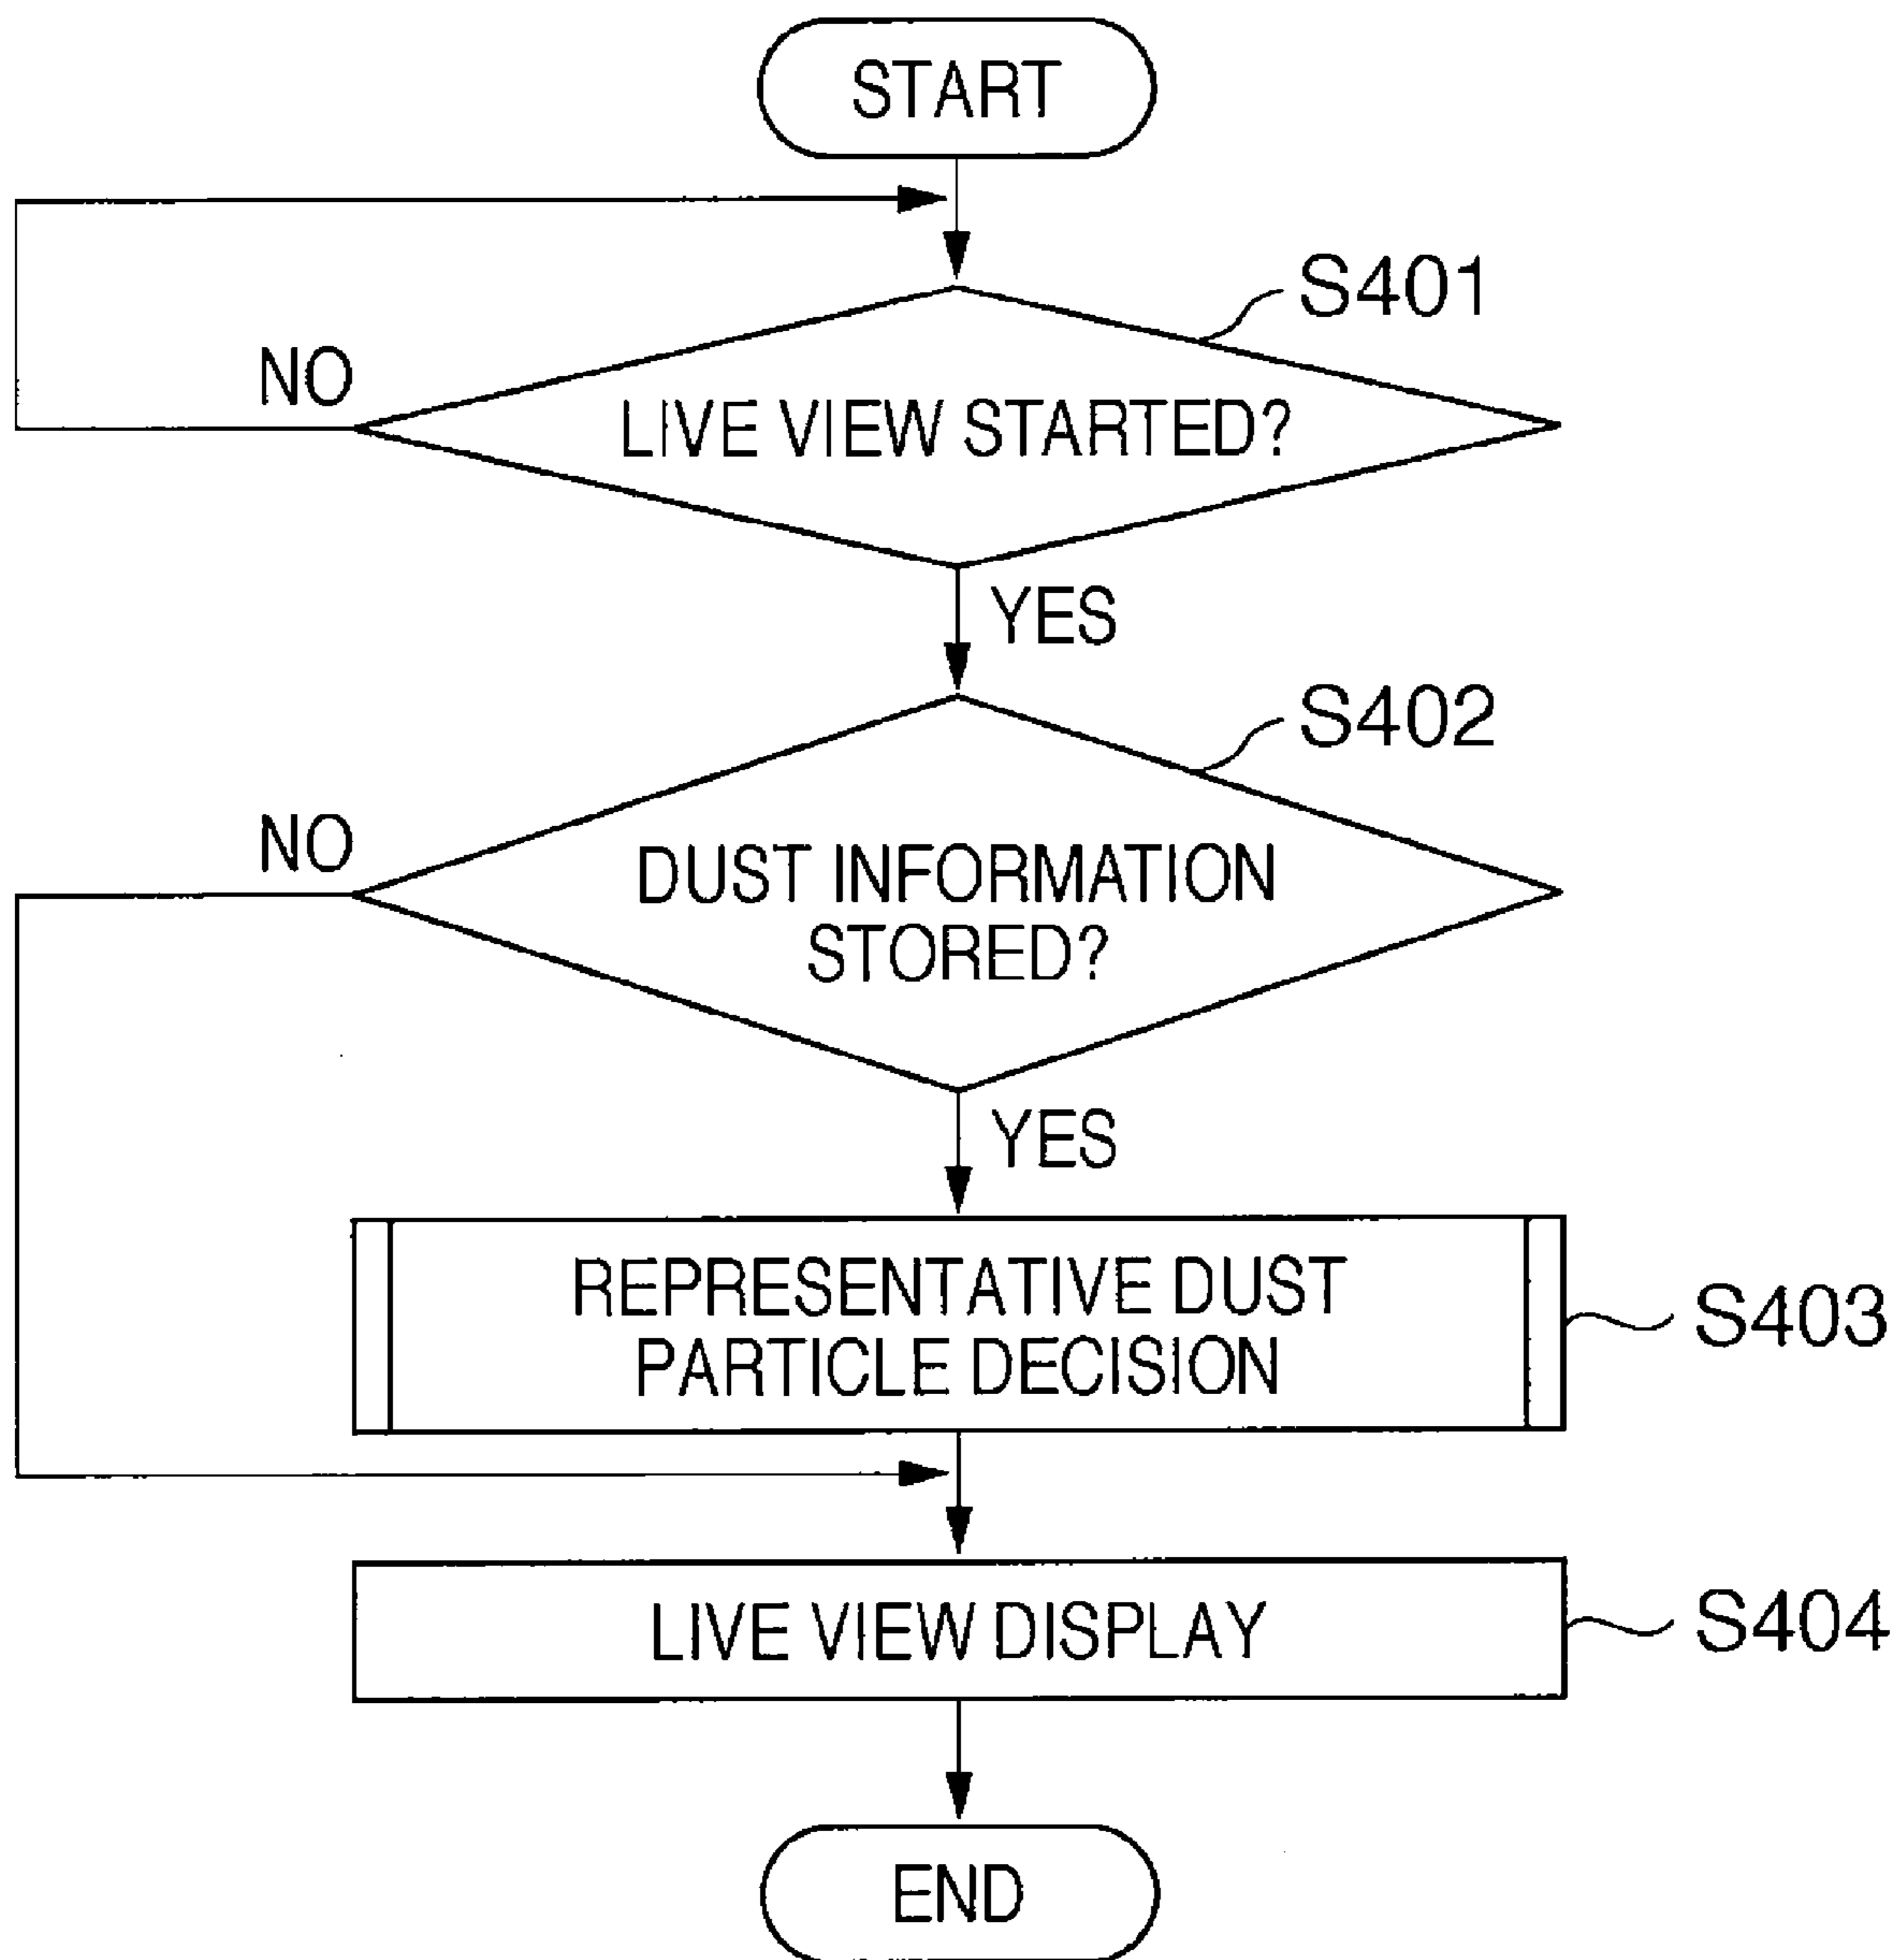 START
S401
NO
LIVE VIEW STARTED?
YES
S402
NO
DUST INFORMATION
STORED?
YES
REPRESENTATIVE DUST
PARTICLE DECISION
S403
LIVE VIEW DISPLAY
S404
END